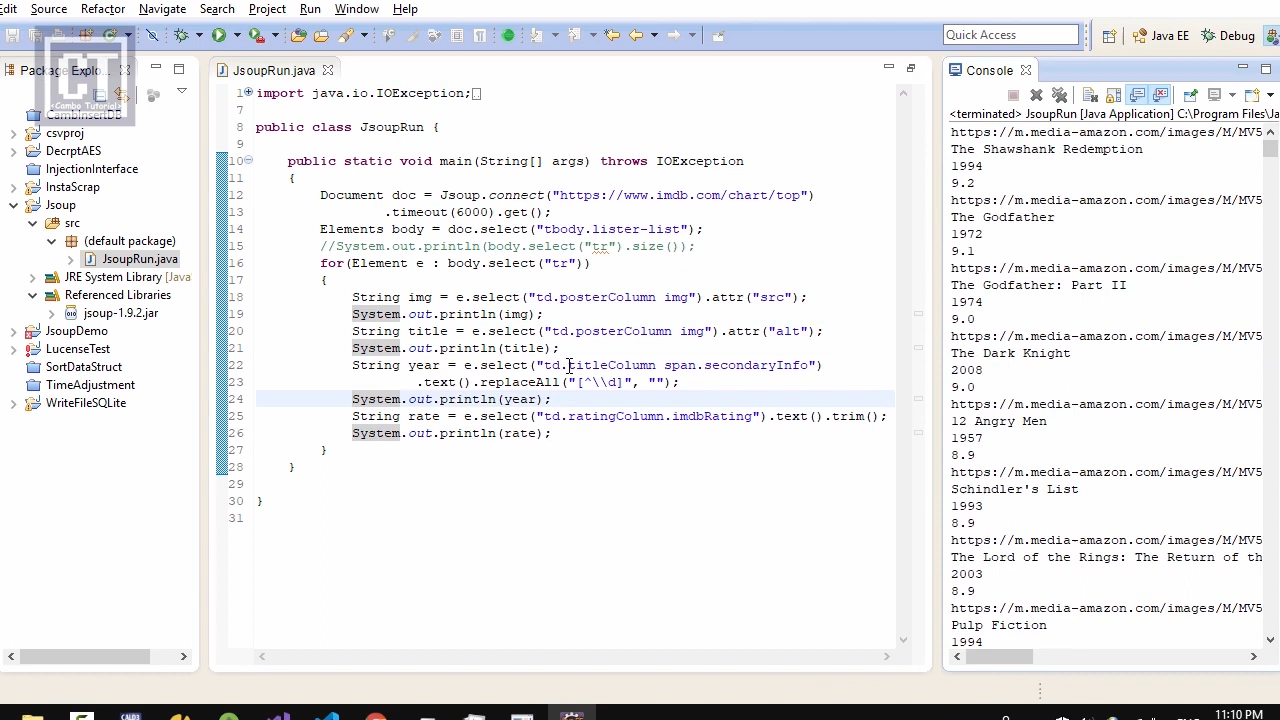 Edit Source Refactor Navigate Search Project Run Window Help
Quick Access
Java EE
Debug
Package Explo...
CT
<Cambo Tutorial>
CamboInsertDB
csvproj
DecrptAES
InjectionInterface
InstaScrap
Jsoup
src
(default package)
JsoupRun.java
JRE System Library [Java
Referenced Libraries
jsoup-1.9.2.jar
JsoupDemo
LucenseTest
SortDataStruct
TimeAdjustment
WriteFileSQLite
JsoupRun.java
1 import java.io.IOException;
7
8 public class JsoupRun {
9
10 public static void main(String[] args) throws IOException
11 {
12 Document doc = Jsoup.connect("https://www.imdb.com/chart/top")
13 .timeout(6000).get();
14 Elements body = doc.select("tbody.lister-list");
15 //System.out.println(body.select("tr").size());
16 for(Element e : body.select("tr"))
17 {
18 String img = e.select("td.posterColumn img").attr("src");
19 System.out.println(img);
20 String title = e.select("td.posterColumn img").attr("alt");
21 System.out.println(title);
22 String year = e.select("td.titleColumn span.secondaryInfo")
23 .text().replaceAll("[^\\d]", "");
24 System.out.println(year);
25 String rate = e.select("td.ratingColumn.imdbRating").text().trim();
26 System.out.println(rate);
27 }
28 }
29
30 }
31
Console
<terminated> JsoupRun [Java Application] C:\Program Files\Ja
https://m.media-amazon.com/images/M/MV5
The Shawshank Redemption
1994
9.2
https://m.media-amazon.com/images/M/MV5
The Godfather
1972
9.1
https://m.media-amazon.com/images/M/MV5
The Godfather: Part II
1974
9.0
https://m.media-amazon.com/images/M/MV5
The Dark Knight
2008
9.0
https://m.media-amazon.com/images/M/MV5
12 Angry Men
1957
8.9
https://m.media-amazon.com/images/M/MV5
Schindler's List
1993
8.9
https://m.media-amazon.com/images/M/MV5
The Lord of the Rings: The Return of th
2003
8.9
https://m.media-amazon.com/images/M/MV5
Pulp Fiction
1994
11:10 PM